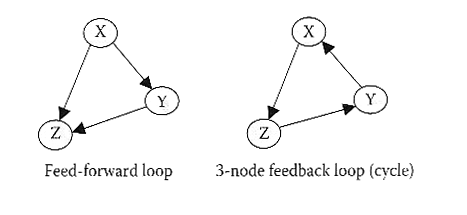 X
Y
Z
Feed-forward loop
X
Y
Z
3-node feedback loop (cycle)